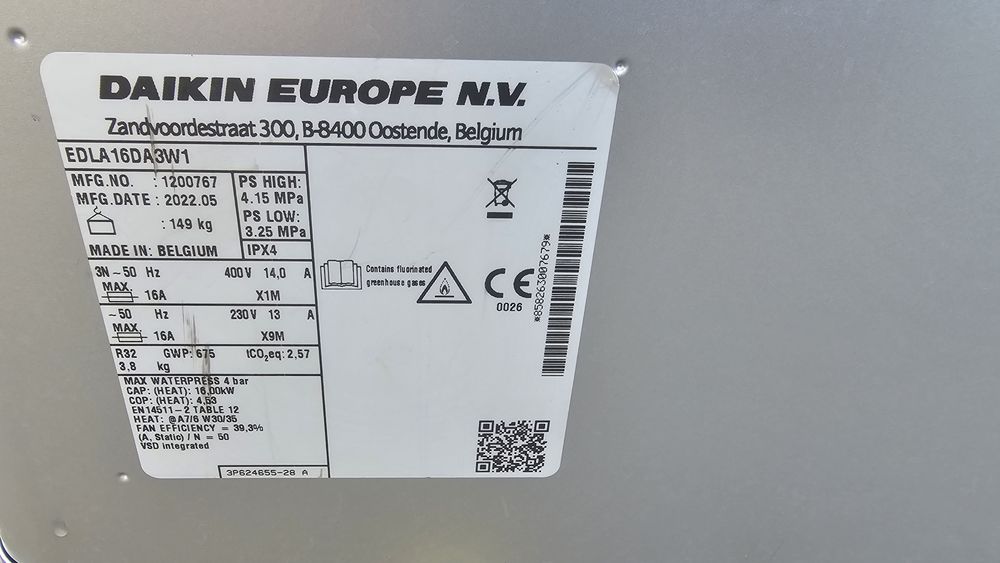 DAIKIN EUROPE N.V.
Zandvoordestraat 300, B-8400 Oostende, Belgium
EDLA16DA3W1
MFG.NO. : 1200767
MFG.DATE : 2022.05
: 149 kg
MADE IN: BELGIUM
PS HIGH:
4.15 MPa
PS LOW:
3.25 MPa
IPX4
3N ~ 50 Hz 400 V 14,0 A
MAX. 16A X1M
~ 50 Hz 230 V 13 A
MAX. 16A X9M
R32 GWP: 675 tCO2eq: 2,57
3,8 kg
MAX WATERPRESS 4 bar
CAP: (HEAT): 16,00kW
COP: (HEAT): 4,53
EN14511-2 TABLE 12
HEAT: @A7/6 W30/35
FAN EFFICIENCY = 39,3%
(A, Static) / N = 50
VSD integrated
3P624655-28 A
Contains fluorinated
greenhouse gases
CE
0026
*858263007679*